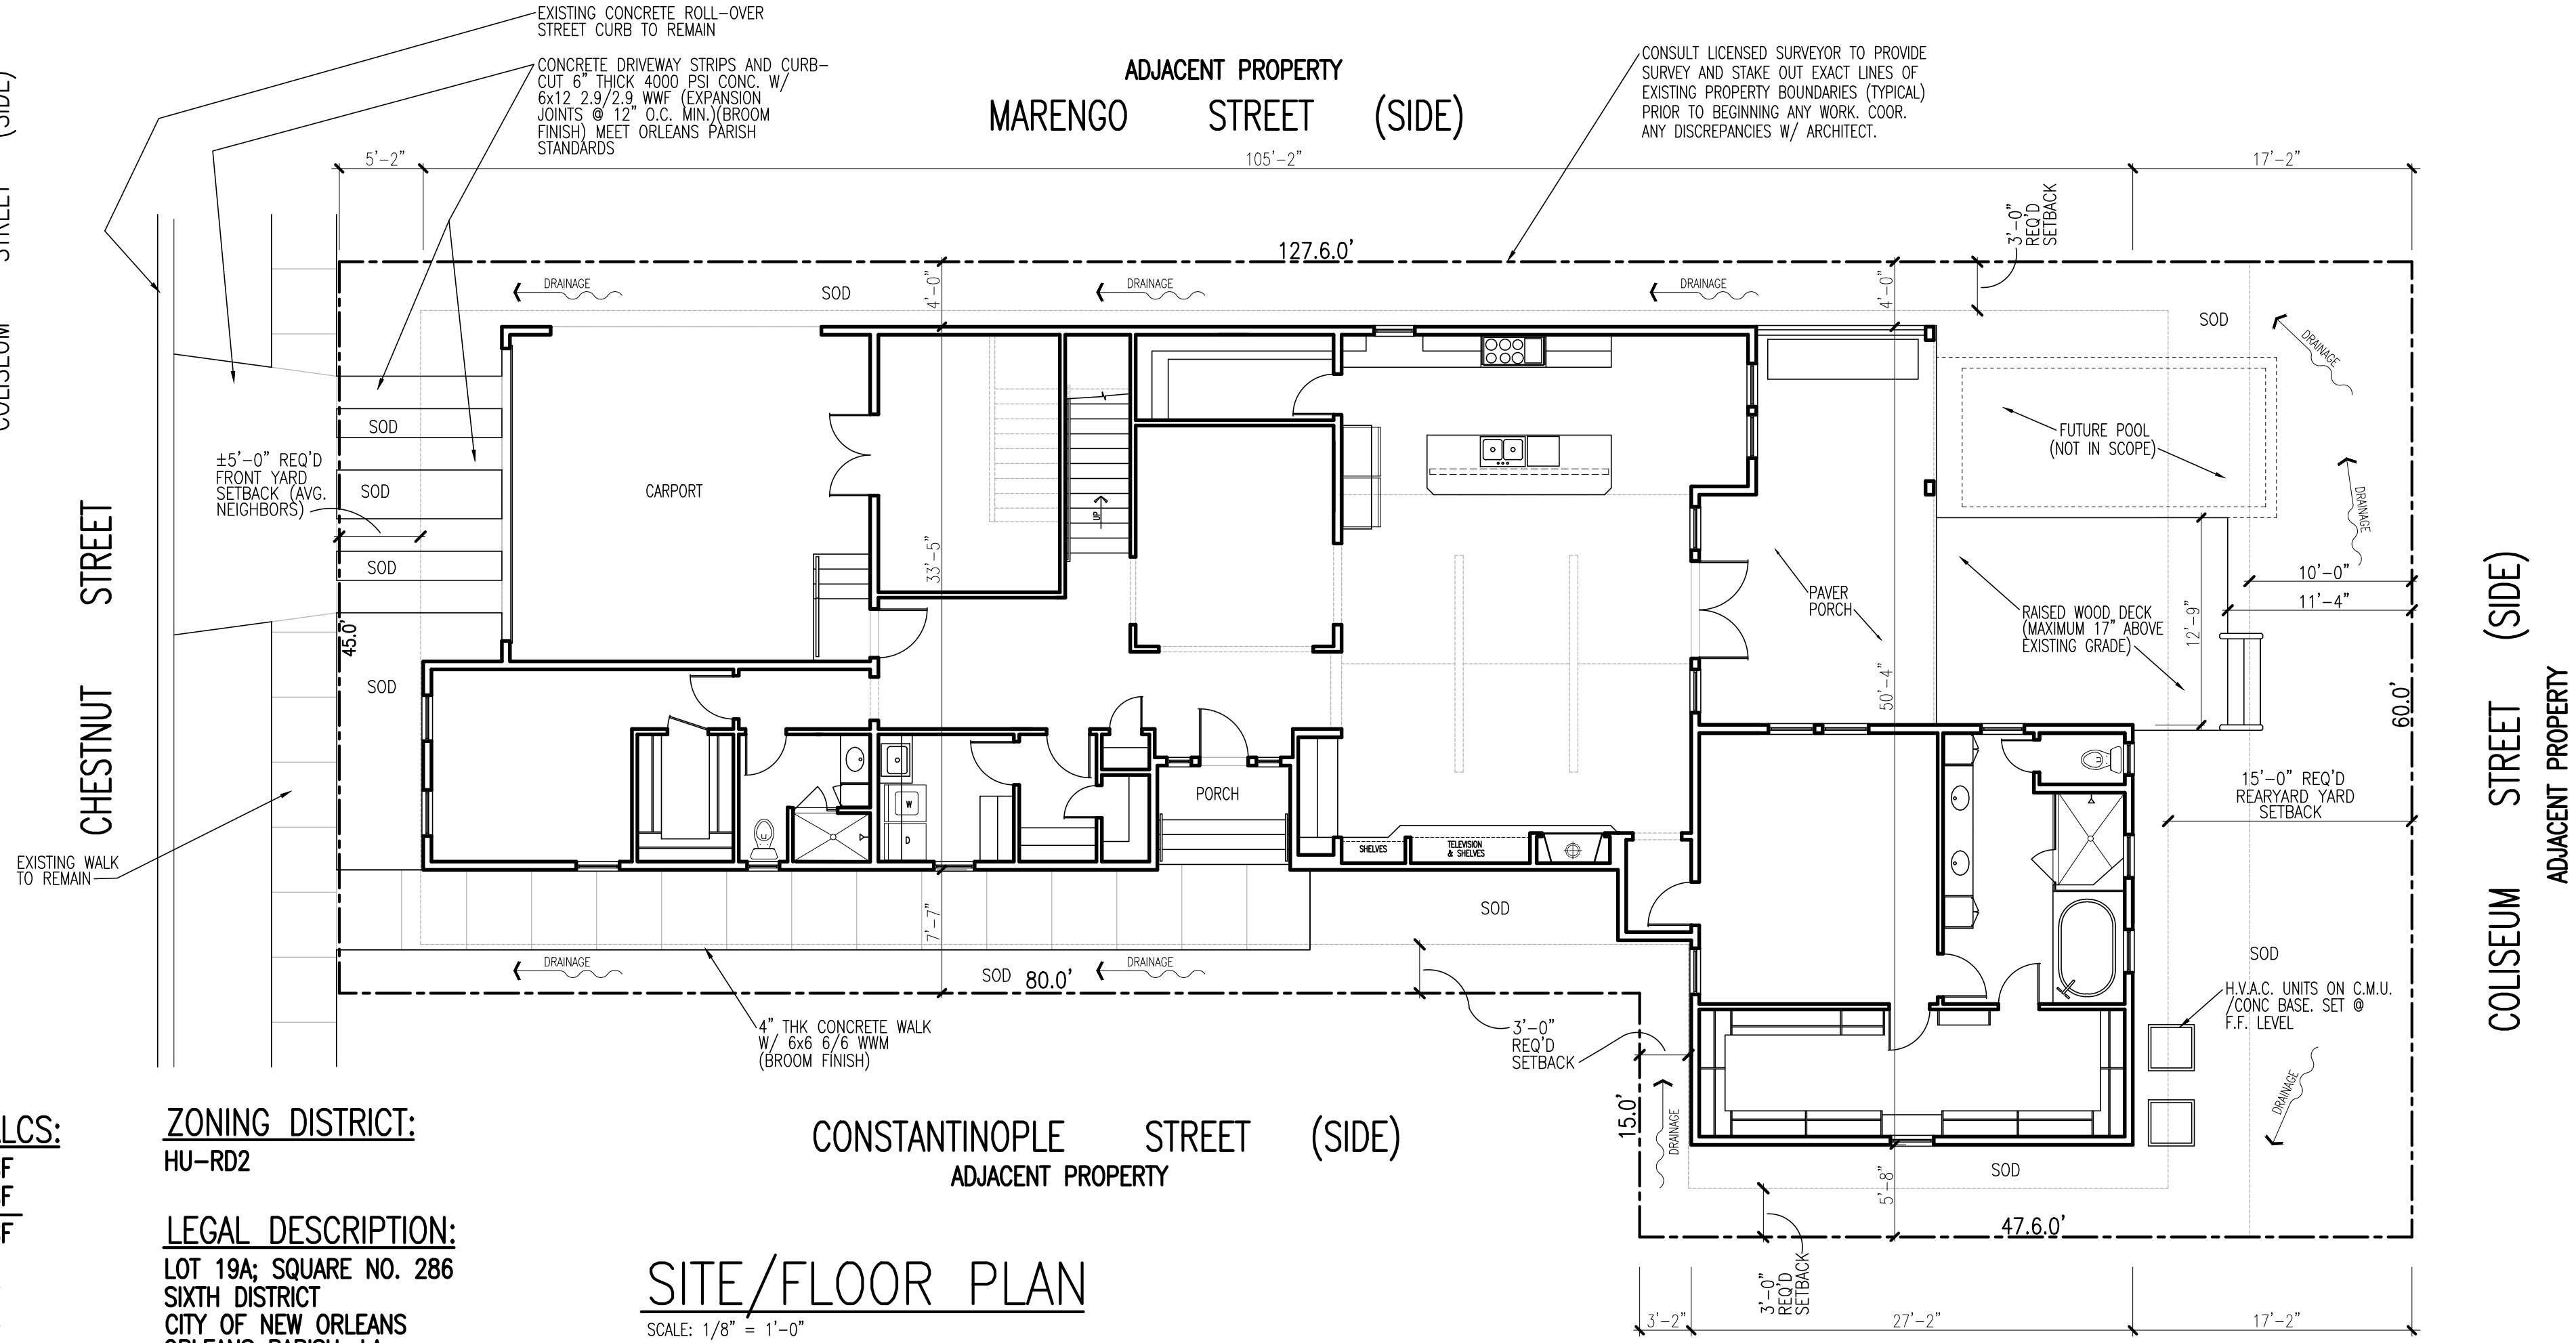 EXISTING CONCRETE ROLL-OVER
STREET CURB TO REMAIN
CONCRETE DRIVEWAY STRIPS AND CURB-
CUT 6" THICK 4000 PSI CONC. W/
6x12 2.9/2.9 WWF (EXPANSION
JOINTS @ 12" O.C. MIN.)(BROOM
FINISH) MEET ORLEANS PARISH
STANDARDS
ADJACENT PROPERTY
MARENGO STREET (SIDE)
CONSULT LICENSED SURVEYOR TO PROVIDE
SURVEY AND STAKE OUT EXACT LINES OF
EXISTING PROPERTY BOUNDARIES (TYPICAL)
PRIOR TO BEGINNING ANY WORK. COOR.
ANY DISCREPANCIES W/ ARCHITECT.
COLISEUM STREET (SIDE)
5'-2"
105'-2"
17'-2"
3'-0"
REQ'D
SETBACK
127.6.0'
DRAINAGE
SOD
4'-0"
DRAINAGE
DRAINAGE
4'-0"
SOD
DRAINAGE
SOD
±5'-0" REQ'D
FRONT YARD
SETBACK (AVG.
NEIGHBORS)
SOD
SOD
CARPORT
UP
33'-5"
FUTURE POOL
(NOT IN SCOPE)
DRAINAGE
10'-0"
11'-4"
PAVER
PORCH
RAISED WOOD DECK
(MAXIMUM 17" ABOVE
EXISTING GRADE)
12'-9"
50'-4"
45.0'
SOD
60.0'
CHESTNUT STREET
COLISEUM STREET (SIDE)
ADJACENT PROPERTY
15'-0" REQ'D
REARYARD YARD
SETBACK
PORCH
W
D
SHELVES
TELEVISION
& SHELVES
EXISTING WALK
TO REMAIN
7'-7"
SOD
DRAINAGE
SOD
80.0'
DRAINAGE
SOD
H.V.A.C. UNITS ON C.M.U.
/CONC BASE. SET @
F.F. LEVEL
4" THK CONCRETE WALK
W/ 6x6 6/6 WWM
(BROOM FINISH)
3'-0"
REQ'D
SETBACK
15.0'
DRAINAGE
DRAINAGE
CONSTANTINOPLE STREET (SIDE)
ADJACENT PROPERTY
SOD
5'-8"
47.6.0'
3'-0"
REQ'D
SETBACK
3'-2"
27'-2"
17'-2"
LCS:
F
F
F
ZONING DISTRICT:
HU-RD2
LEGAL DESCRIPTION:
LOT 19A; SQUARE NO. 286
SIXTH DISTRICT
CITY OF NEW ORLEANS
ORLEANS PARISH, LA
SITE/FLOOR PLAN
SCALE: 1/8" = 1'-0"